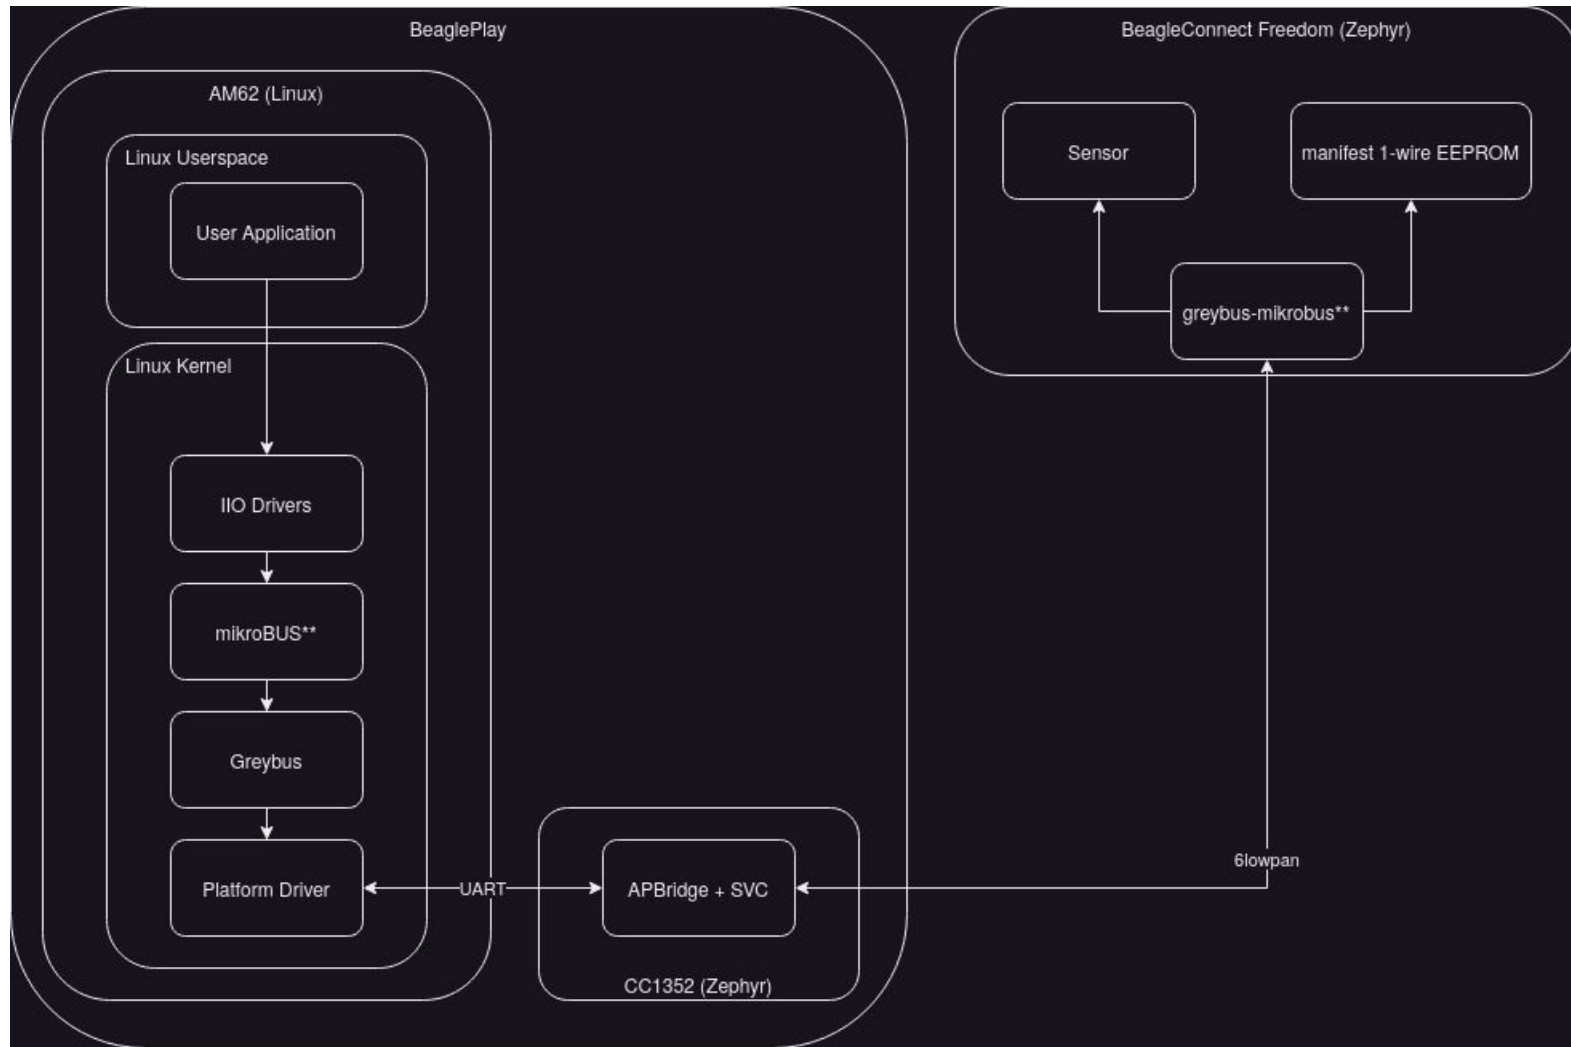 BeaglePlay
AM62 (Linux)
Linux Userspace
User Application
Linux Kernel
IIO Drivers
mikroBUS**
Greybus
Platform Driver
UART
APBridge + SVC
CC1352 (Zephyr)
6lowpan
BeagleConnect Freedom (Zephyr)
Sensor
manifest 1-wire EEPROM
greybus-mikrobus**